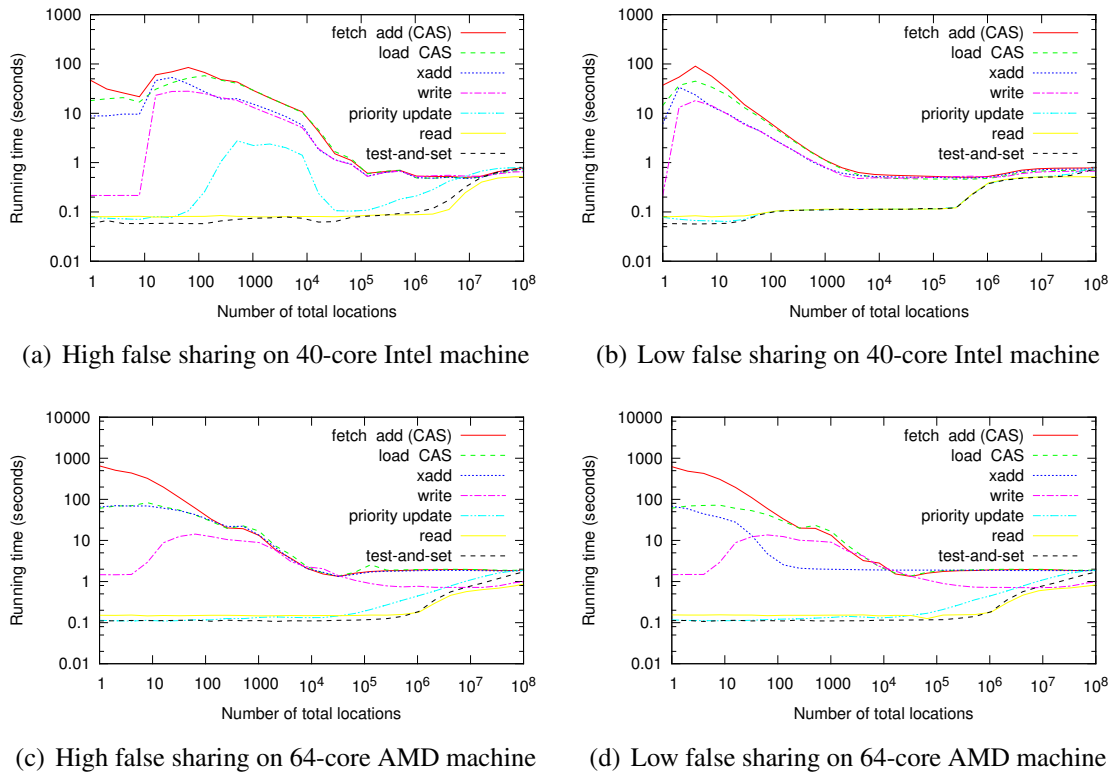 1000
100
10
1
0.1
0.01
Running time (seconds)
fetch add (CAS)
load CAS
xadd
write
priority update
read
test-and-set
1 10 100 1000 10^4 10^5 10^6 10^7 10^8
Number of total locations
(a) High false sharing on 40-core Intel machine
1000
100
10
1
0.1
0.01
Running time (seconds)
fetch add (CAS)
load CAS
xadd
write
priority update
read
test-and-set
1 10 100 1000 10^4 10^5 10^6 10^7 10^8
Number of total locations
(b) Low false sharing on 40-core Intel machine
10000
1000
100
10
1
0.1
0.01
Running time (seconds)
fetch add (CAS)
load CAS
xadd
write
priority update
read
test-and-set
1 10 100 1000 10^4 10^5 10^6 10^7 10^8
Number of total locations
(c) High false sharing on 64-core AMD machine
10000
1000
100
10
1
0.1
0.01
Running time (seconds)
fetch add (CAS)
load CAS
xadd
write
priority update
read
test-and-set
1 10 100 1000 10^4 10^5 10^6 10^7 10^8
Number of total locations
(d) Low false sharing on 64-core AMD machine